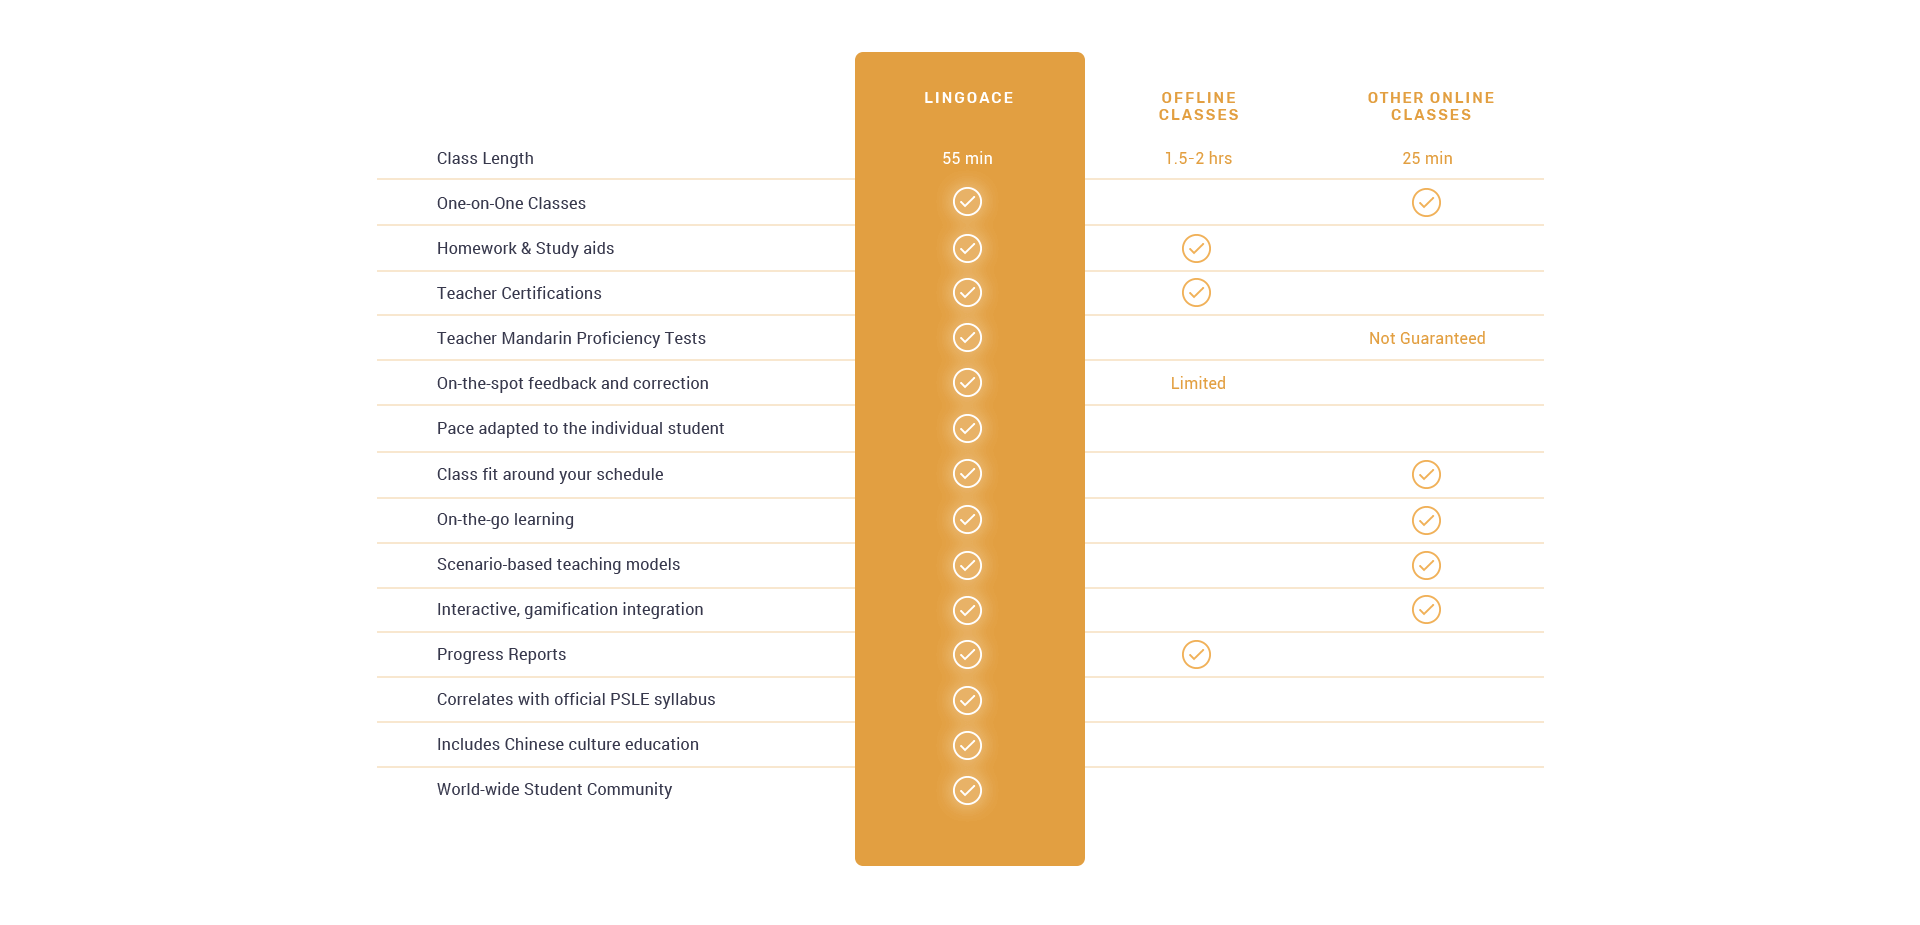 LINGOACE
OFFLINE
CLASSES
OTHER ONLINE
CLASSES
Class Length 55 min 1.5-2 hrs 25 min
One-on-One Classes
Homework & Study aids
Teacher Certifications
Teacher Mandarin Proficiency Tests Not Guaranteed
On-the-spot feedback and correction Limited
Pace adapted to the individual student
Class fit around your schedule
On-the-go learning
Scenario-based teaching models
Interactive, gamification integration
Progress Reports
Correlates with official PSLE syllabus
Includes Chinese culture education
World-wide Student Community